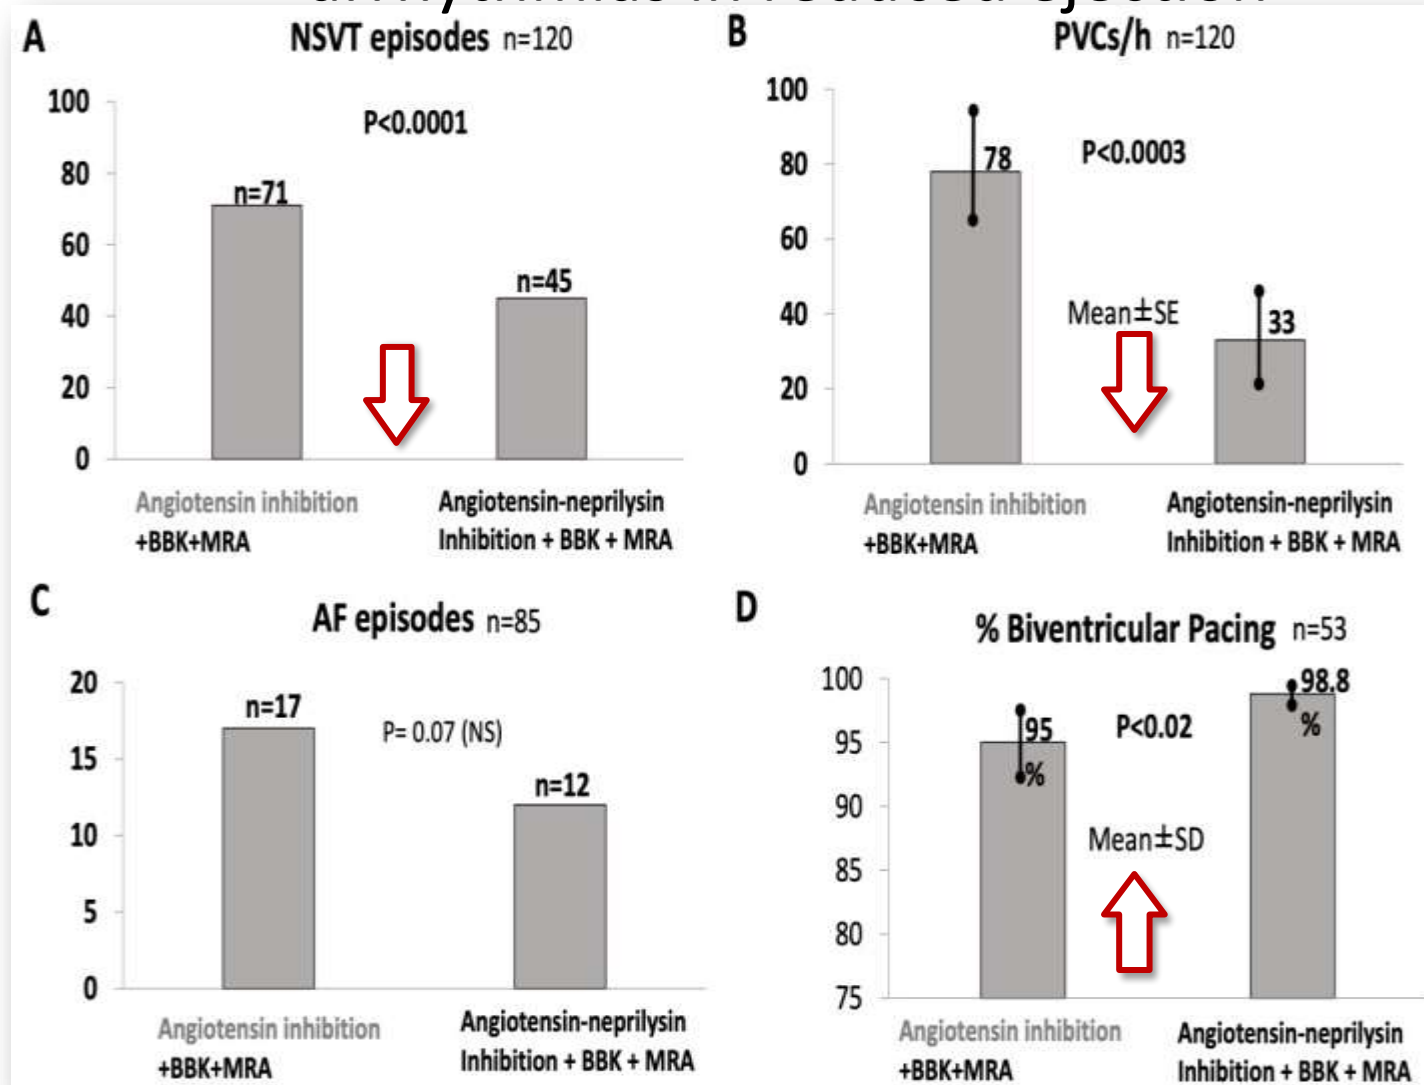 arrhythmias in reduced ejection
A
NSVT episodes n=120
P<0.0001
100
80
60
40
20
0
n=71
n=45
Angiotensin inhibition
+BBK+MRA
Angiotensin-neprilysin
Inhibition + BBK + MRA
B
PVCs/h n=120
P<0.0003
100
80
60
40
20
0
78
Mean±SE
33
Angiotensin inhibition
+BBK+MRA
Angiotensin-neprilysin
Inhibition + BBK + MRA
C
AF episodes n=85
P= 0.07 (NS)
20
15
10
5
0
n=17
n=12
Angiotensin inhibition
+BBK+MRA
Angiotensin-neprilysin
Inhibition + BBK + MRA
D
% Biventricular Pacing n=53
P<0.02
100
95
90
85
80
75
95
%
98.8
%
Mean±SD
Angiotensin inhibition
+BBK+MRA
Angiotensin-neprilysin
Inhibition + BBK + MRA